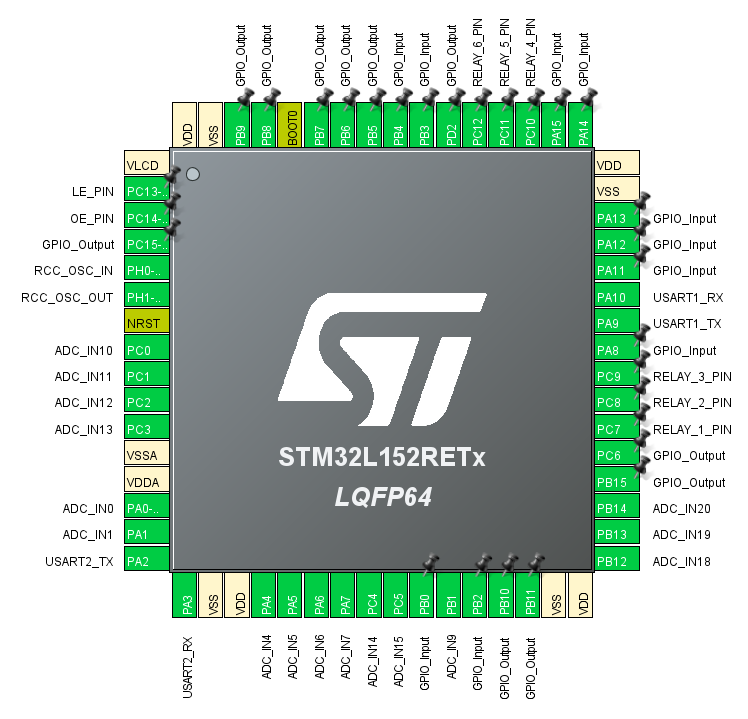 GPIO_Output
GPIO_Output
GPIO_Output
GPIO_Output
GPIO_Output
GPIO_Input
GPIO_Input
GPIO_Output
RELAY_6_PIN
RELAY_5_PIN
RELAY_4_PIN
GPIO_Input
GPIO_Input
VDD
VSS
PB9
PB8
BOOT0
PB7
PB6
PB5
PB4
PB3
PD2
PC12
PC11
PC10
PA15
PA14
VLCD
LE_PIN PC13-..
OE_PIN PC14-..
GPIO_Output PC15-..
RCC_OSC_IN PH0-..
RCC_OSC_OUT PH1-..
NRST
ADC_IN10 PC0
ADC_IN11 PC1
ADC_IN12 PC2
ADC_IN13 PC3
VSSA
VDDA
ADC_IN0 PA0-..
ADC_IN1 PA1
USART2_TX PA2
STM32L152RETx
LQFP64
VDD
VSS
PA13 GPIO_Input
PA12 GPIO_Input
PA11 GPIO_Input
PA10 USART1_RX
PA9 USART1_TX
PA8 GPIO_Input
PC9 RELAY_3_PIN
PC8 RELAY_2_PIN
PC7 RELAY_1_PIN
PC6 GPIO_Output
PB15 GPIO_Output
PB14 ADC_IN20
PB13 ADC_IN19
PB12 ADC_IN18
PA3
VSS
VDD
PA4
PA5
PA6
PA7
PC4
PC5
PB0
PB1
PB2
PB10
PB11
VSS
VDD
USART2_RX
ADC_IN4
ADC_IN5
ADC_IN6
ADC_IN7
ADC_IN14
ADC_IN15
GPIO_Input
ADC_IN9
GPIO_Input
GPIO_Output
GPIO_Output